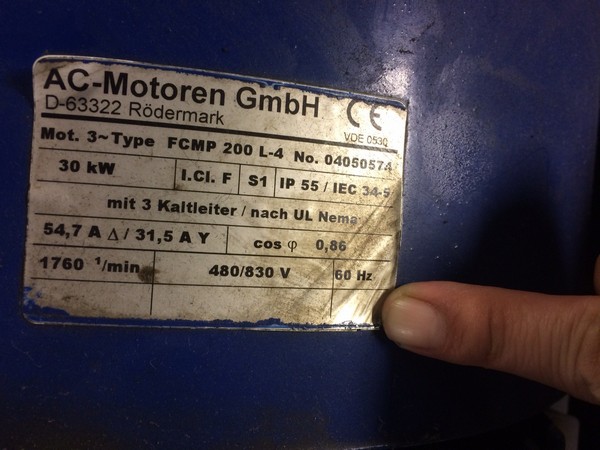 AC-Motoren GmbH
D-63322 Rödermark
CE
VDE 0530
Mot. 3~Type FCMP 200 L-4 No. 04050574
30 kW I.Cl. F S1 IP 55 / IEC 34-5
mit 3 Kaltleiter / nach UL Nema
54,7 A Δ / 31,5 A Y cos φ 0,86
1760 ¹/min 480/830 V 60 Hz